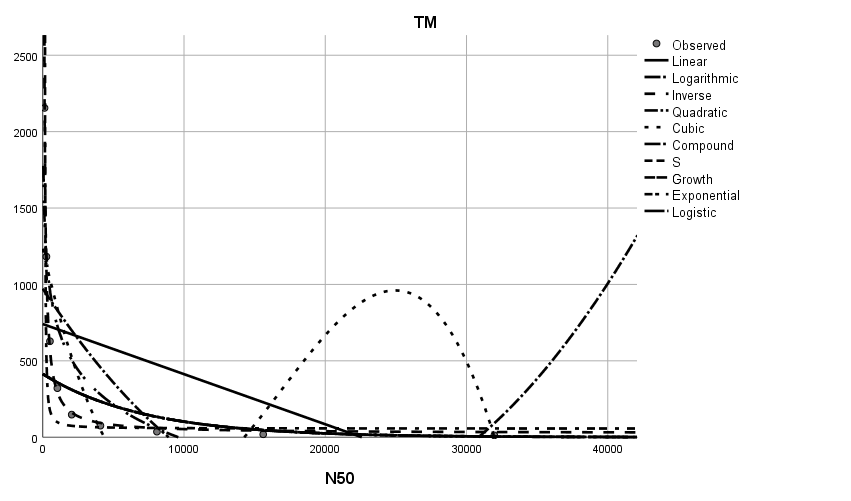 TM
2500
2000
1500
1000
500
0
0 10000 20000 30000 40000
N50
Observed
Linear
Logarithmic
Inverse
Quadratic
Cubic
Compound
S
Growth
Exponential
Logistic